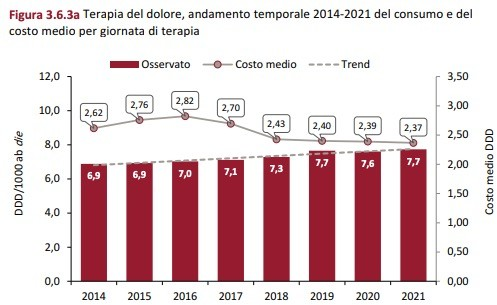 Figura 3.6.3a Terapia del dolore, andamento temporale 2014-2021 del consumo e del
costo medio per giornata di terapia
Osservato Costo medio Trend
12,0
10,0
8,0
6,0
4,0
2,0
0,0
DDD/1000 ab die
3,50
3,00
2,50
2,00
1,50
1,00
0,50
0,00
Costo medio DDD
2,62 2,76 2,82 2,70 2,43 2,40 2,39 2,37
6,9 6,9 7,0 7,1 7,3 7,7 7,6 7,7
2014 2015 2016 2017 2018 2019 2020 2021